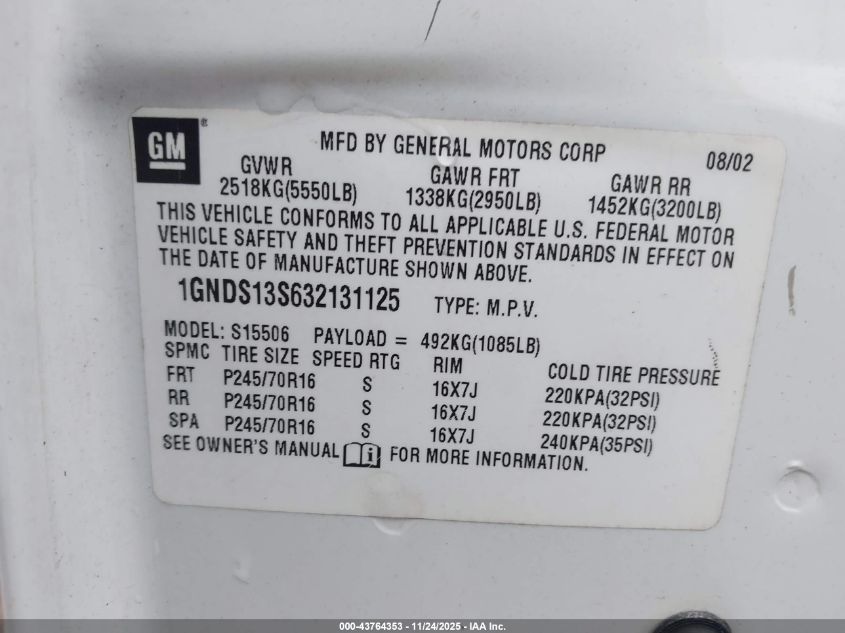 GM ®
MFD BY GENERAL MOTORS CORP 08/02
GVWR GAWR FRT GAWR RR
2518KG(5550LB) 1338KG(2950LB) 1452KG(3200LB)
THIS VEHICLE CONFORMS TO ALL APPLICABLE U.S. FEDERAL MOTOR
VEHICLE SAFETY AND THEFT PREVENTION STANDARDS IN EFFECT ON
THE DATE OF MANUFACTURE SHOWN ABOVE.
1GNDS13S632131125 TYPE: M.P.V.
MODEL: S15506 PAYLOAD = 492KG(1085LB)
SPMC TIRE SIZE SPEED RTG RIM COLD TIRE PRESSURE
FRT P245/70R16 S 16X7J 220KPA(32PSI)
RR P245/70R16 S 16X7J 220KPA(32PSI)
SPA P245/70R16 S 16X7J 240KPA(35PSI)
SEE OWNER'S MANUAL i FOR MORE INFORMATION.
000-43764353 - 11/24/2025 - IAA Inc.